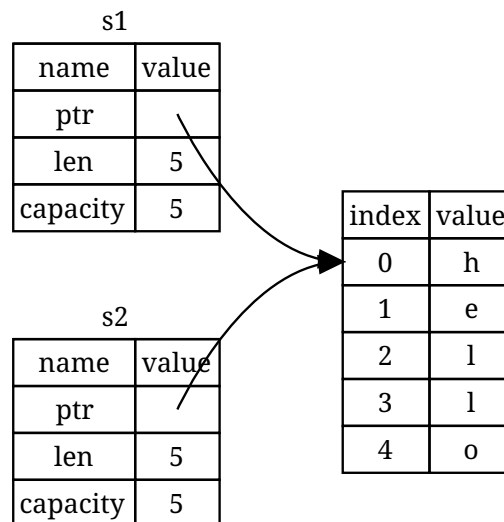 s1
name value
ptr
len 5
capacity 5
s2
name value
ptr
len 5
capacity 5
index value
0 h
1 e
2 l
3 l
4 o